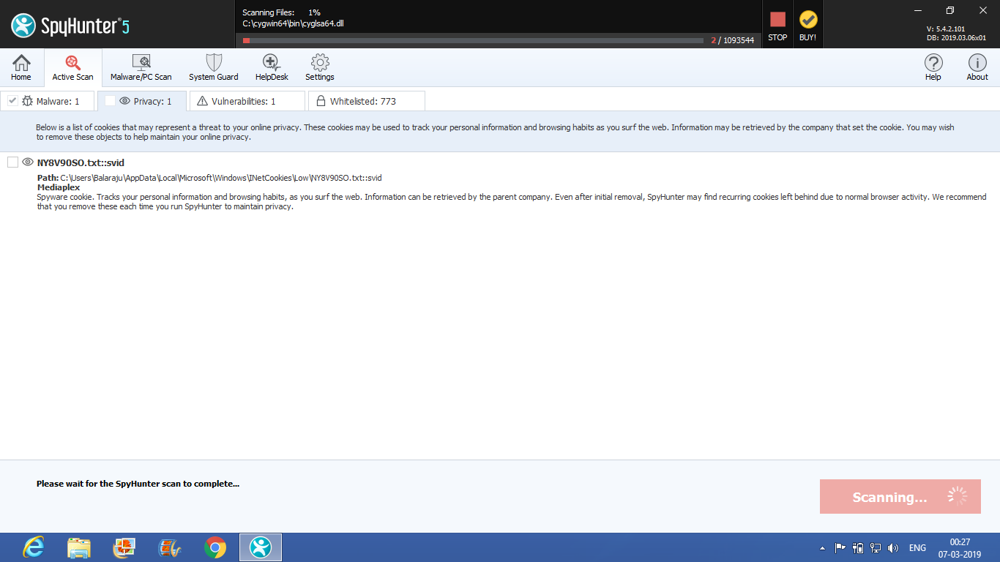 SpyHunter® 5
Scanning Files: 1%
C:\cygwin64\bin\cyglsa64.dll
2 / 1093544
STOP
BUY!
V: 5.4.2.101
DB: 2019.03.06x01
Home
Active Scan
Malware/PC Scan
System Guard
HelpDesk
Settings
Help
About
Malware: 1
Privacy: 1
Vulnerabilities: 1
Whitelisted: 773
Below is a list of cookies that may represent a threat to your online privacy. These cookies may be used to track your personal information and browsing habits as you surf the web. Information may be retrieved by the company that set the cookie. You may wish
to remove these objects to help maintain your online privacy.
NY8V90SO.txt::svid
Path: C:\Users\Balaraju\AppData\Local\Microsoft\Windows\INetCookies\Low\NY8V90SO.txt::svid
Mediaplex
Spyware cookie. Tracks your personal information and browsing habits, as you surf the web. Information can be retrieved by the parent company. Even after initial removal, SpyHunter may find recurring cookies left behind due to normal browser activity. We recommend
that you remove these each time you run SpyHunter to maintain privacy.
Please wait for the SpyHunter scan to complete...
Scanning...
ENG
00:27
07-03-2019